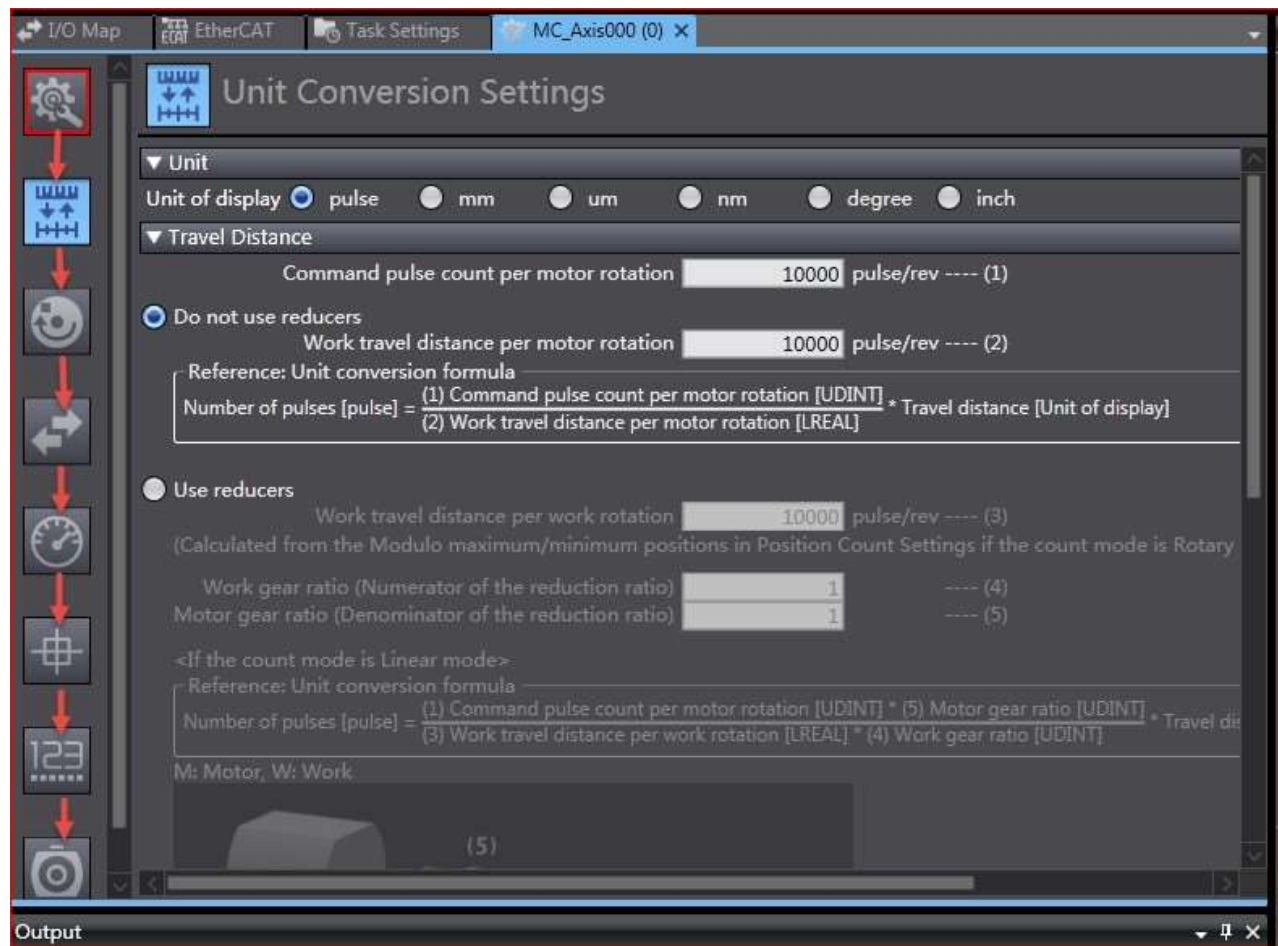 I/O Map
ECAT EtherCAT
Task Settings
MC_Axis000 (0)
Unit Conversion Settings
Unit
Unit of display pulse mm um nm degree inch
Travel Distance
Command pulse count per motor rotation 10000 pulse/rev ---- (1)
Do not use reducers
Work travel distance per motor rotation 10000 pulse/rev ---- (2)
Reference: Unit conversion formula
Number of pulses [pulse] = (1) Command pulse count per motor rotation [UDINT] * Travel distance [Unit of display]
(2) Work travel distance per motor rotation [LREAL]
Use reducers
Work travel distance per work rotation 10000 pulse/rev ---- (3)
(Calculated from the Modulo maximum/minimum positions in Position Count Settings if the count mode is Rotary
Work gear ratio (Numerator of the reduction ratio) 1 ---- (4)
Motor gear ratio (Denominator of the reduction ratio) 1 ---- (5)
<If the count mode is Linear mode>
Reference: Unit conversion formula
Number of pulses [pulse] = (1) Command pulse count per motor rotation [UDINT] * (5) Motor gear ratio [UDINT] * Travel dis
(3) Work travel distance per work rotation [LREAL] * (4) Work gear ratio [UDINT]
123
M: Motor, W: Work
(5)
Output